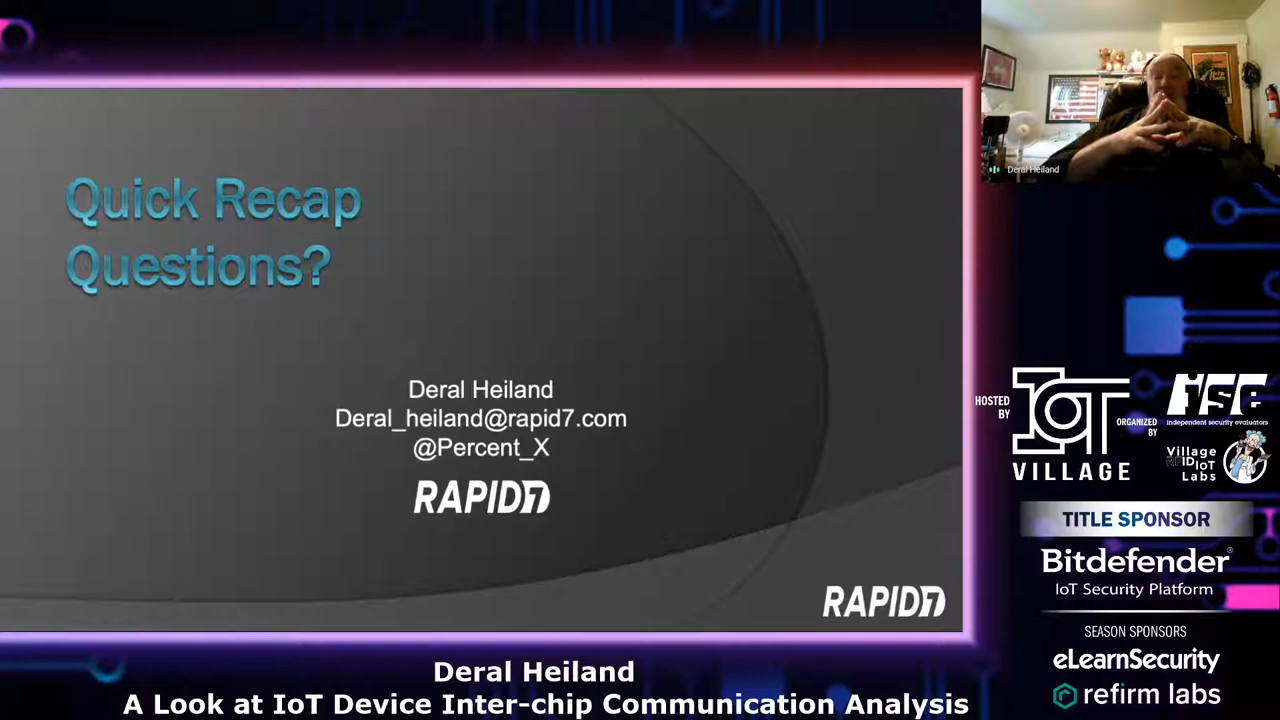 Quick Recap
Questions?
Deral Heiland
Deral_heiland@rapid7.com
@Percent_X
RAPID7
RAPID7
Deral Heiland
HOSTED
BY
IOT
VILLAGE
ORGANIZED
BY
ise
independent security evaluators
Village
IDIoT
Labs
TITLE SPONSOR
Bitdefender®
IoT Security Platform
SEASON SPONSORS
eLearnSecurity
refirm labs
Deral Heiland
A Look at IoT Device Inter-chip Communication Analysis